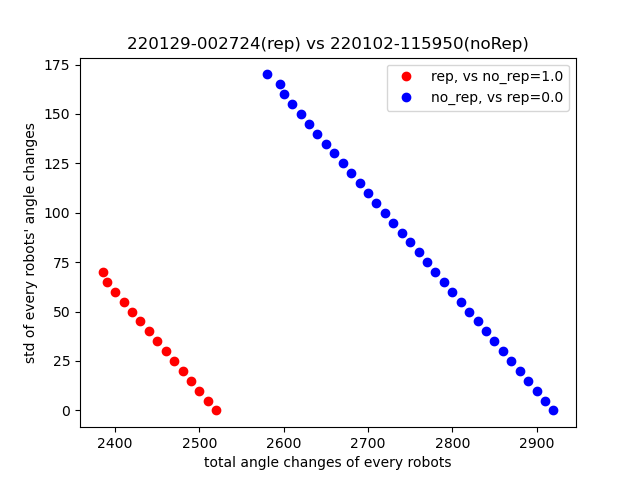 220129-002724(rep) vs 220102-115950(noRep)
rep, vs no_rep=1.0
no_rep, vs rep=0.0
std of every robots' angle changes
175
150
125
100
75
50
25
0
2400 2500 2600 2700 2800 2900
total angle changes of every robots